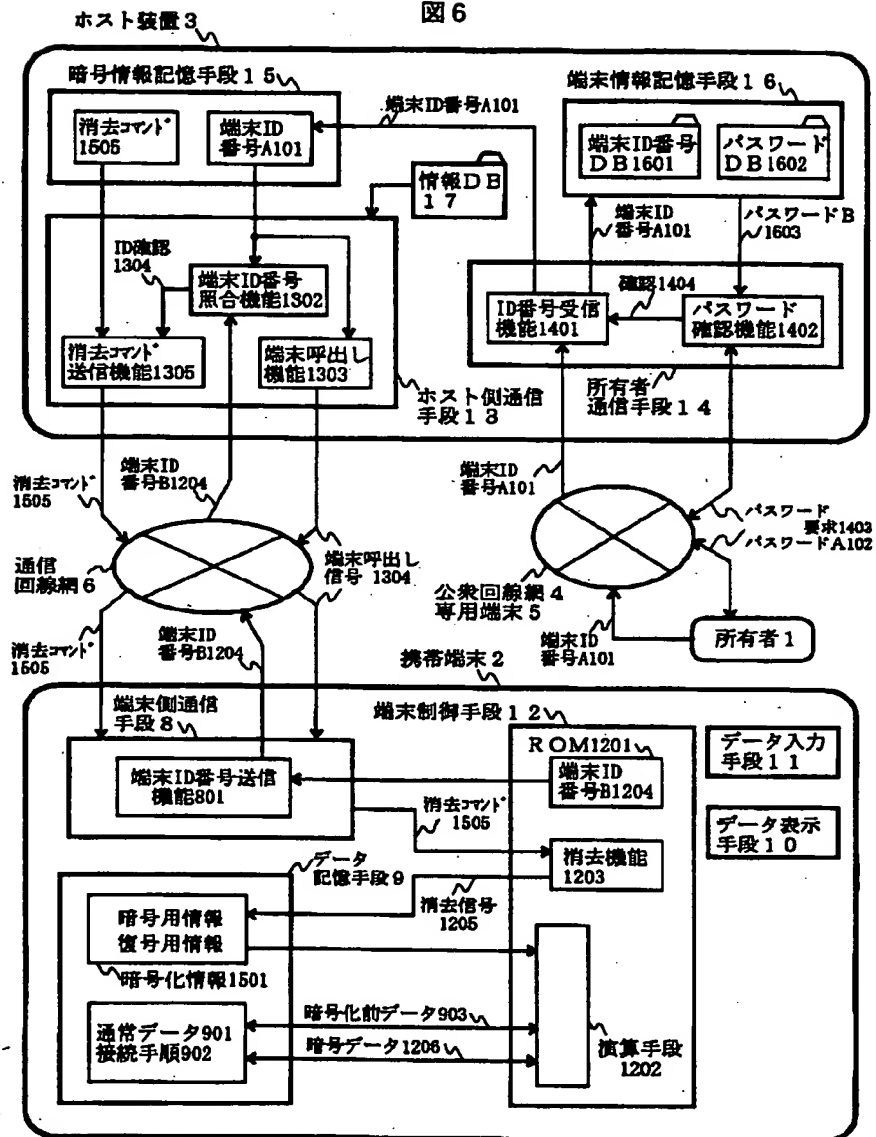 図6
ホスト装置3
暗号情報記憶手段15
消去コマンド
1505
端末ID
番号A101
端末ID番号A101
端末情報記憶手段16
端末ID番号
DB1601
パスワード
DB1602
情報DB
17
端末ID
番号A101
パスワードB
1603
ID確認
1304
端末ID番号
照合機能1302
確認1404
ID番号受信
機能1401
パスワード
確認機能1402
消去コマンド
送信機能1305
端末呼出し
機能1303
ホスト側通信
手段13
所有者
通信手段14
消去コマンド
1505
端末ID
番号B1204
端末ID
番号A101
パスワード
要求1403
パスワードA102
通信
回線網6
端末呼出し
信号 1304
公衆回線網4
専用端末5
所有者1
消去コマンド
1505
端末ID
番号B1204
端末ID
番号A101
携帯端末2
端末側通信
手段8
端末制御手段12
端末ID番号送信
機能801
ROM1201
端末ID
番号B1204
データ入力
手段11
消去コマンド
1505
データ表示
手段10
消去機能
1203
データ
記憶手段9
消去信号
1205
暗号用情報
復号用情報
暗号化情報1501
通常データ901
接続手順902
暗号化前データ903
暗号データ1206
演算手段
1202